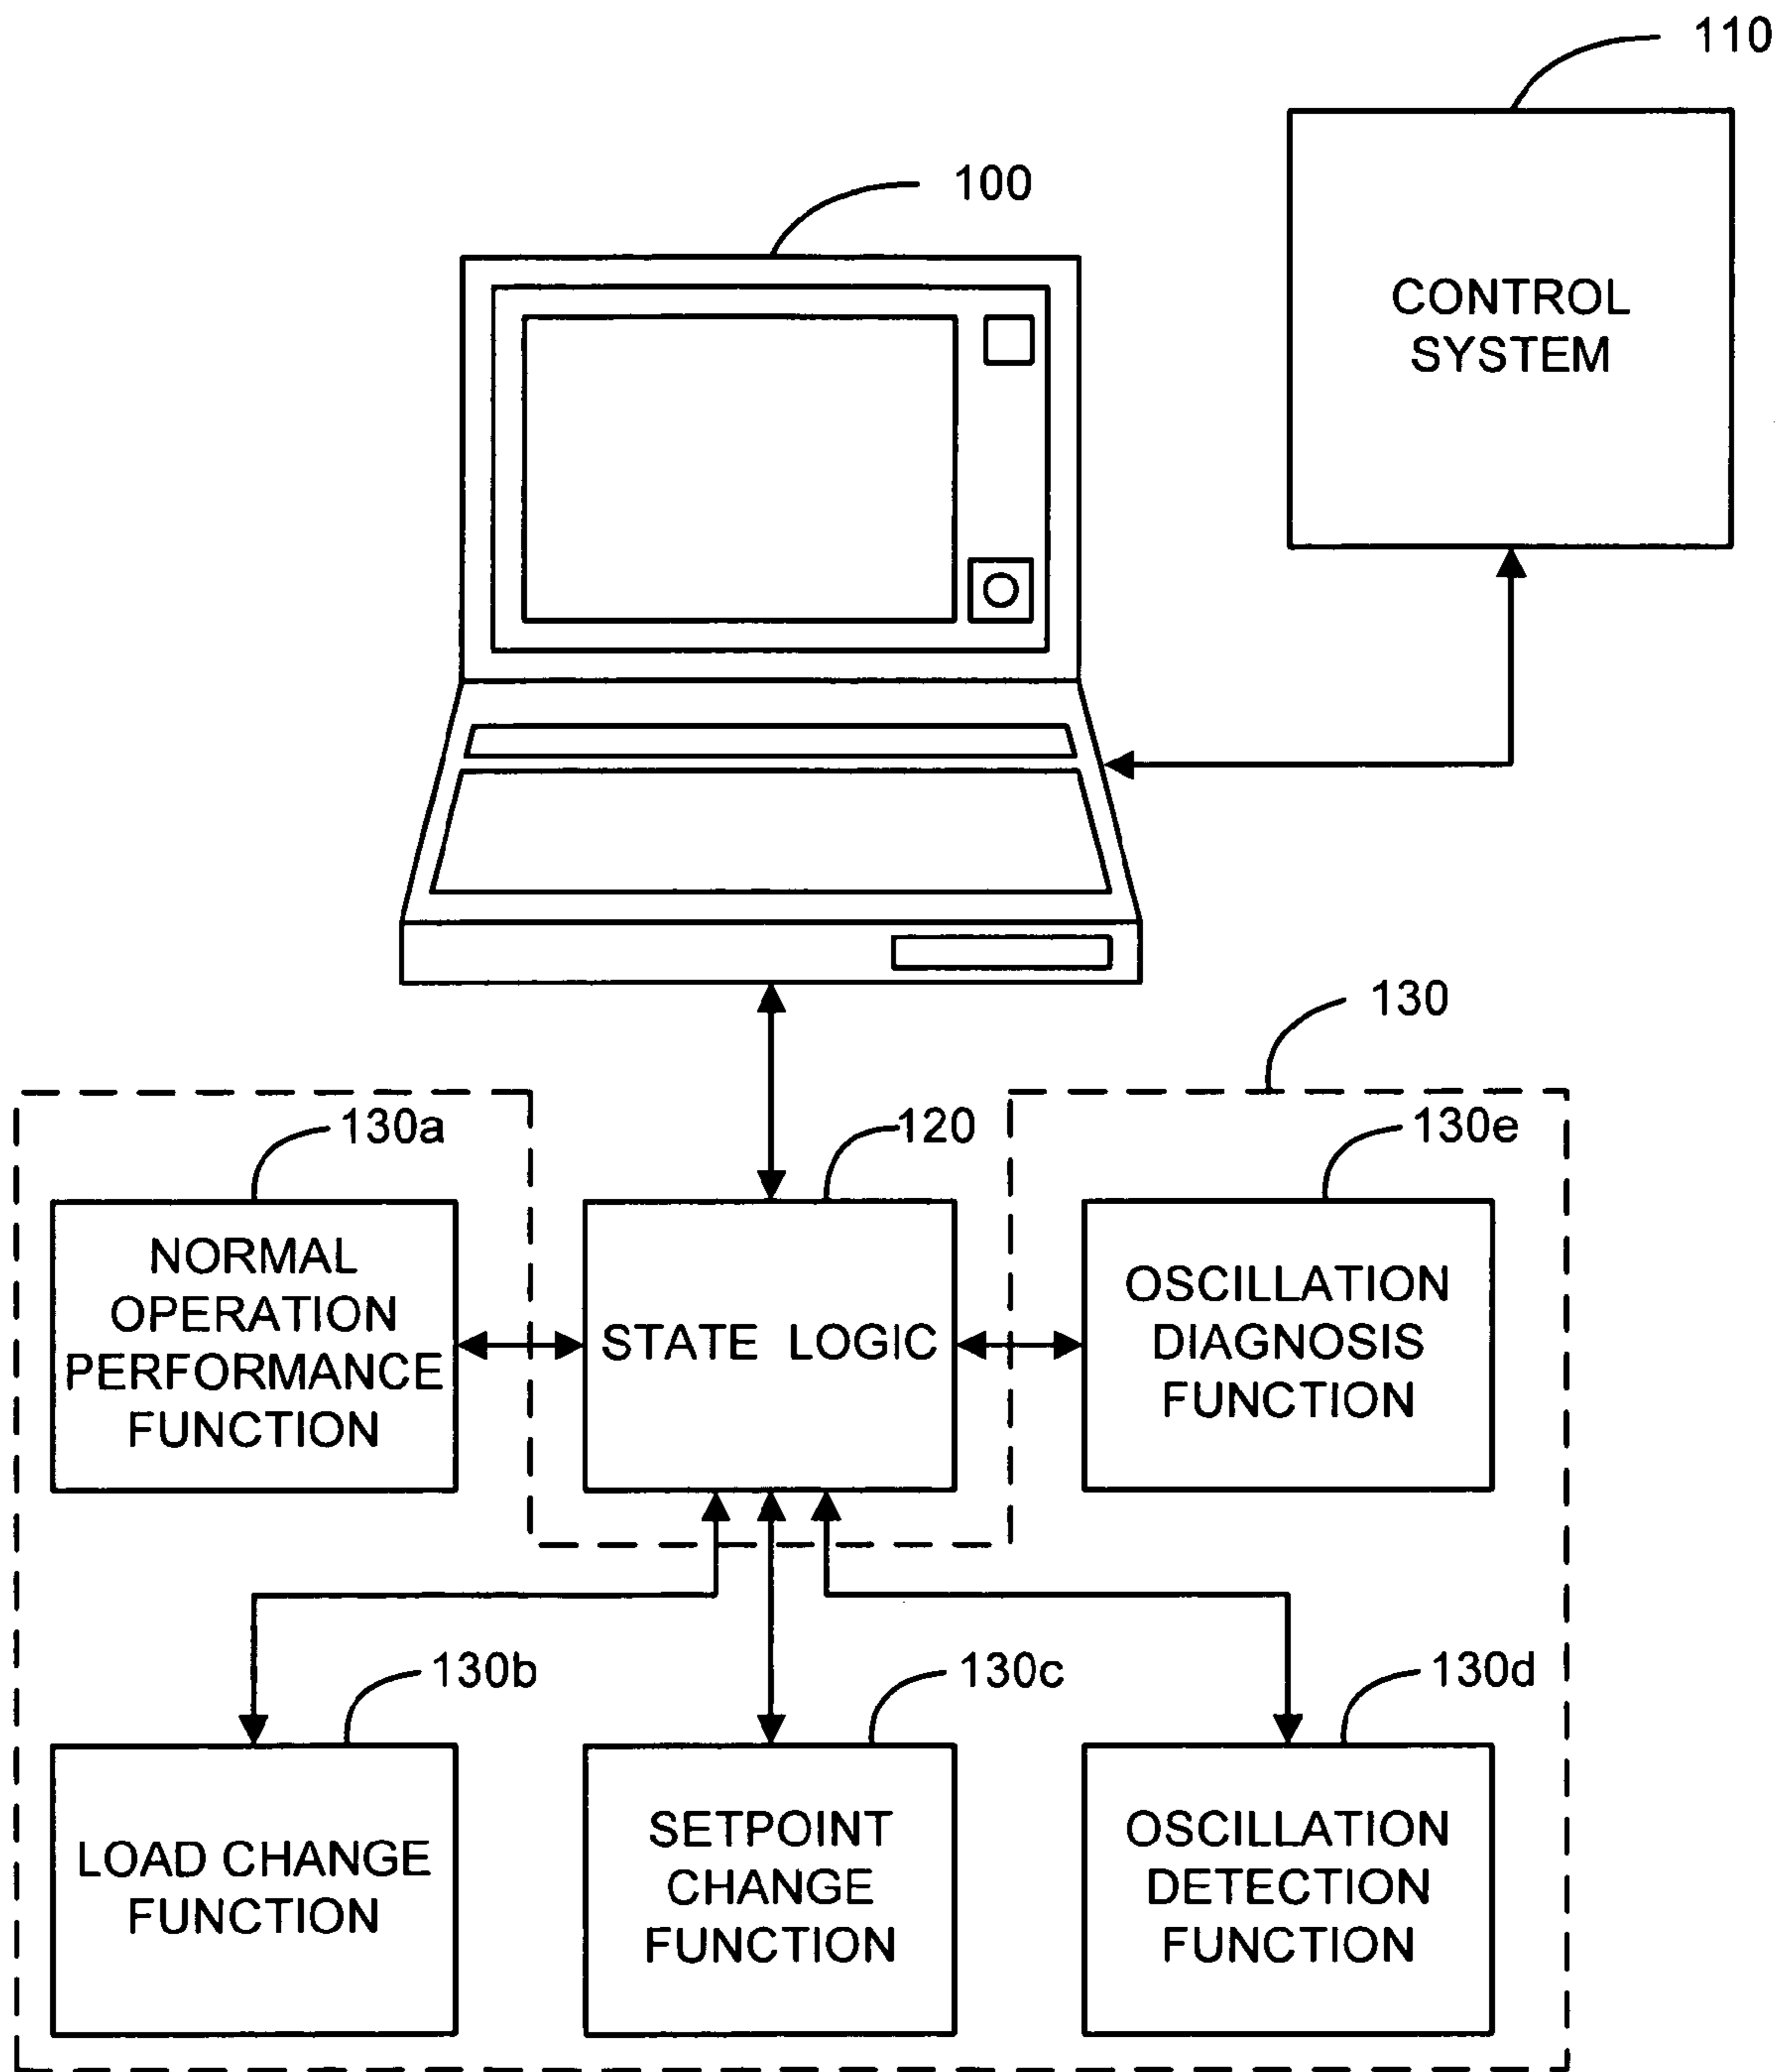 110
100
CONTROL
SYSTEM
130
130a
120
130e
NORMAL
OPERATION
PERFORMANCE
FUNCTION
STATE LOGIC
OSCILLATION
DIAGNOSIS
FUNCTION
130b
130c
130d
LOAD CHANGE
FUNCTION
SETPOINT
CHANGE
FUNCTION
OSCILLATION
DETECTION
FUNCTION